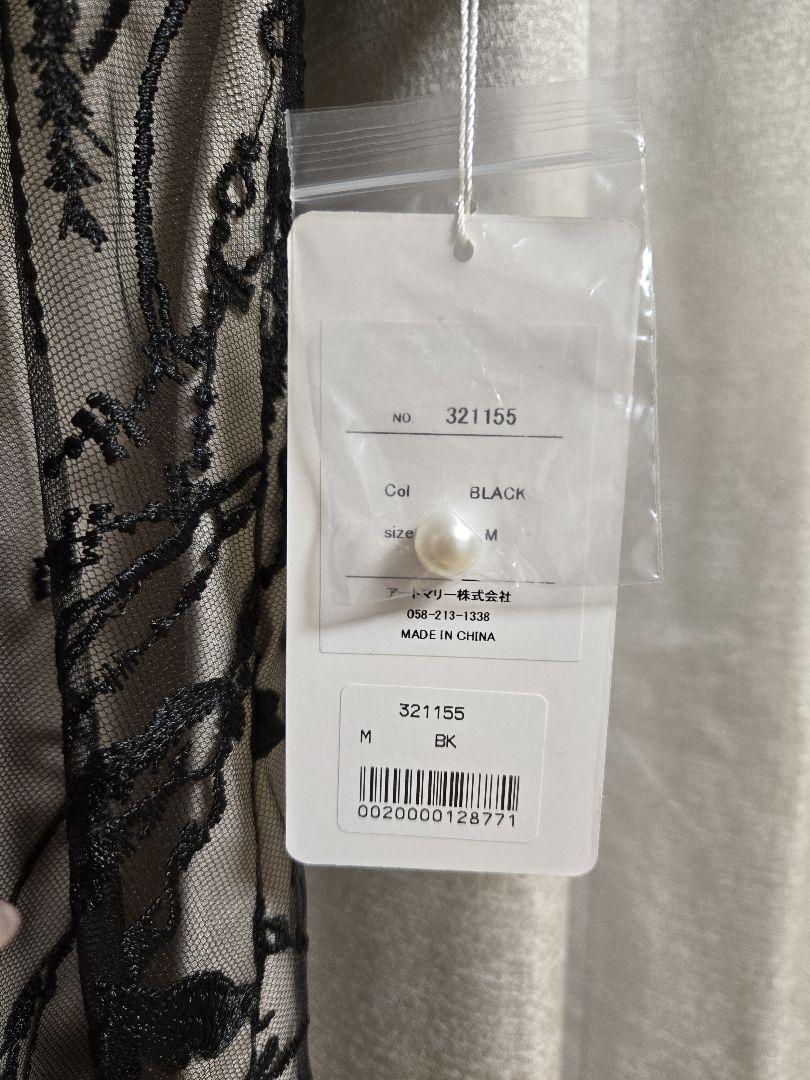 NO. 321155
Col BLACK
size M
アートマリー株式会社
058-213-1338
MADE IN CHINA
321155
M BK
0020000128771